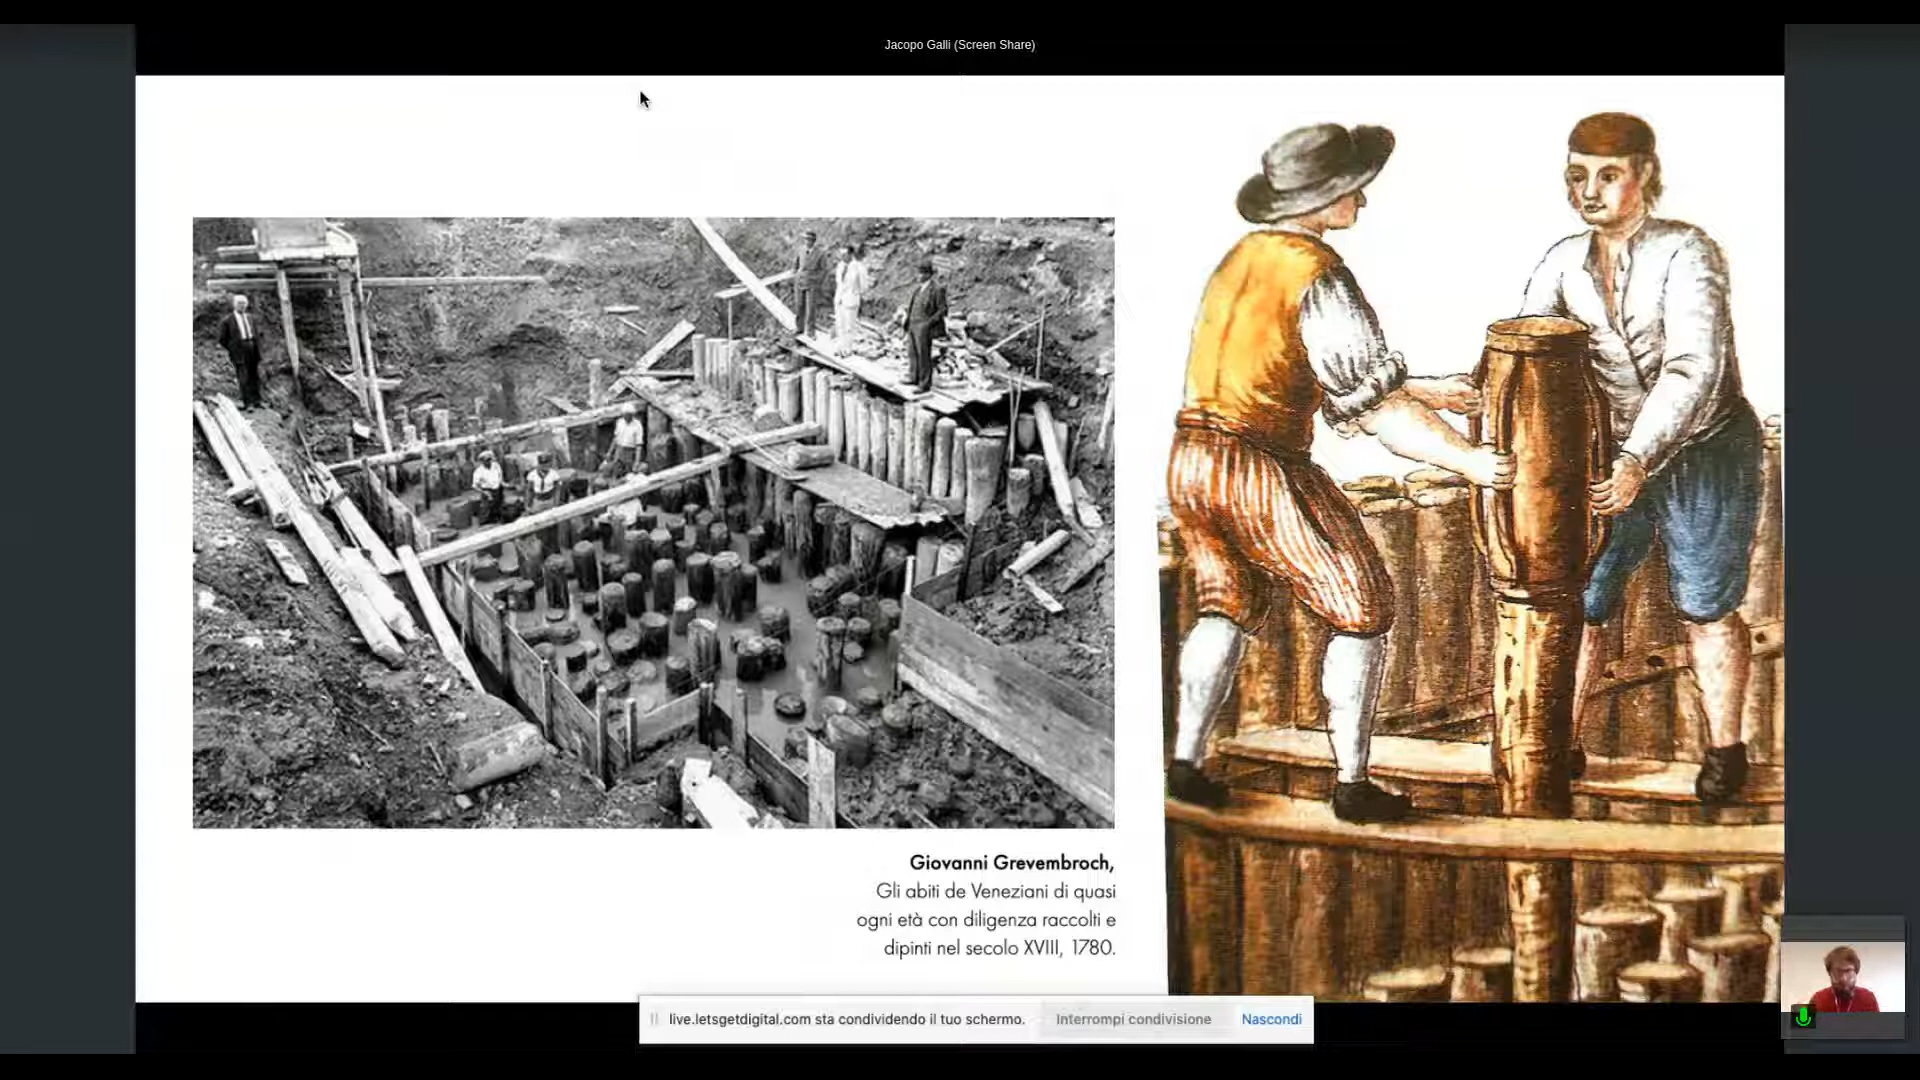 Jacopo Galli (Screen Share)
Giovanni Grevembroch,
Gli abiti de Veneziani di quasi
ogni età con diligenza raccolti e
dipinti nel secolo XVIII, 1780.
live.letsgetdigital.com sta condividendo il tuo schermo.
Interrompi condivisione
Nascondi